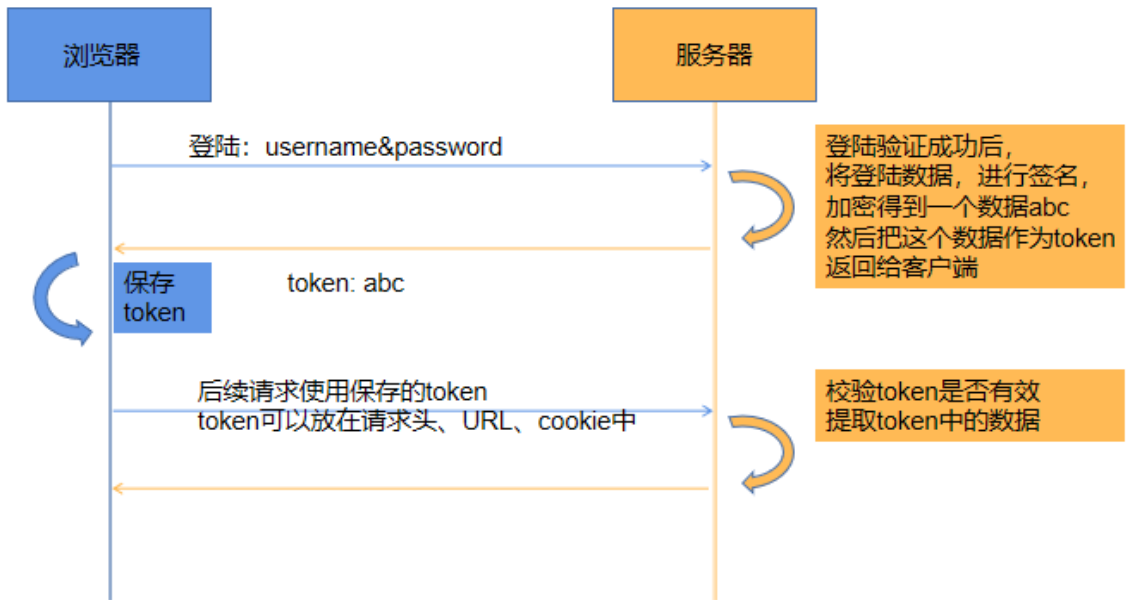 浏览器
服务器
登陆：username&password
登陆验证成功后，
将登陆数据，进行签名，
加密得到一个数据abc
然后把这个数据作为token
返回给客户端
保存
token
token: abc
后续请求使用保存的token
token可以放在请求头、URL、cookie中
校验token是否有效
提取token中的数据